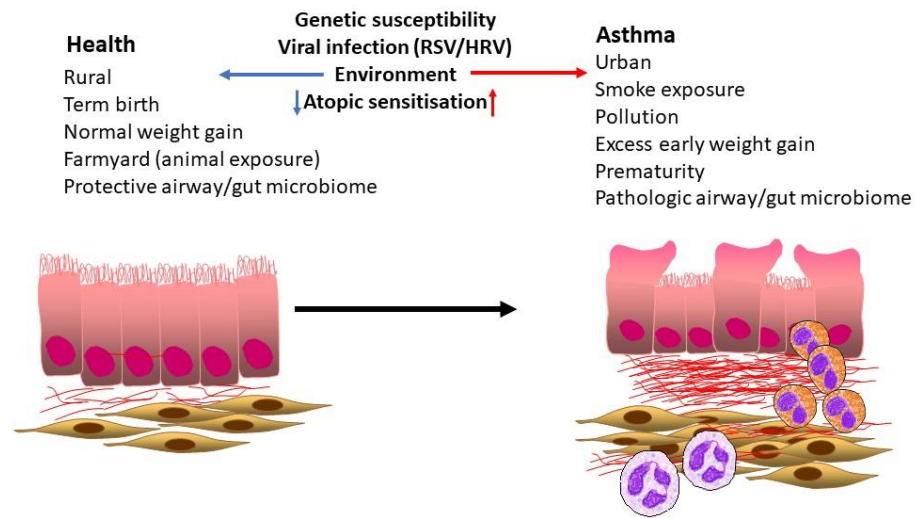 Genetic susceptibility
Viral infection (RSV/HRV)
Environment
Atopic sensitisation
Health
Rural
Term birth
Normal weight gain
Farmyard (animal exposure)
Protective airway/gut microbiome
Asthma
Urban
Smoke exposure
Pollution
Excess early weight gain
Prematurity
Pathologic airway/gut microbiome